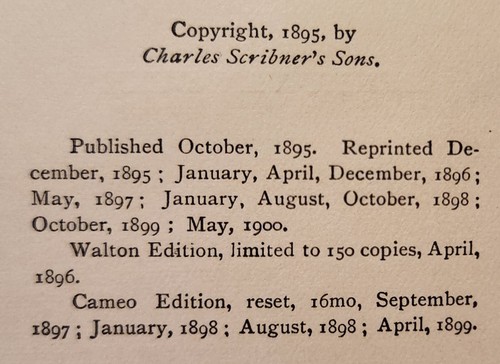 Copyright, 1895, by
Charles Scribner's Sons.
Published October, 1895. Reprinted De-
cember, 1895 ; January, April, December, 1896 ;
May, 1897 ; January, August, October, 1898 ;
October, 1899 ; May, 1900.
Walton Edition, limited to 150 copies, April,
1896.
Cameo Edition, reset, 16mo, September,
1897 ; January, 1898 ; August, 1898 ; April, 1899.